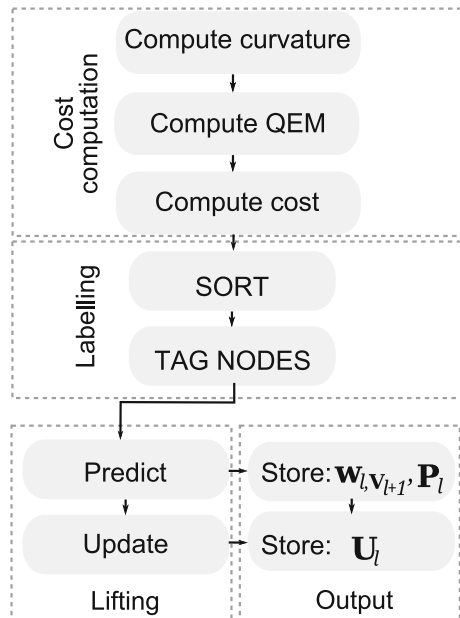 Compute curvature
Cost
computation
Compute QEM
Compute cost
Labelling
SORT
TAG NODES
Predict
Store: w_{l,v_{l+1}}, P_l
Update
Store: U_l
Lifting
Output